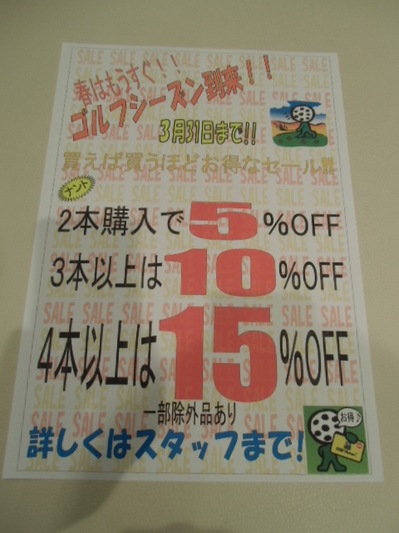 春はもうすぐ！！
ゴルフシーズン到来！！
3月31日まで!!
買えば買うほどお得なセール!!
ナント
2本購入で5%OFF
3本以上は10%OFF
4本以上は15%OFF
一部除外品あり
詳しくはスタッフまで!
お得♪